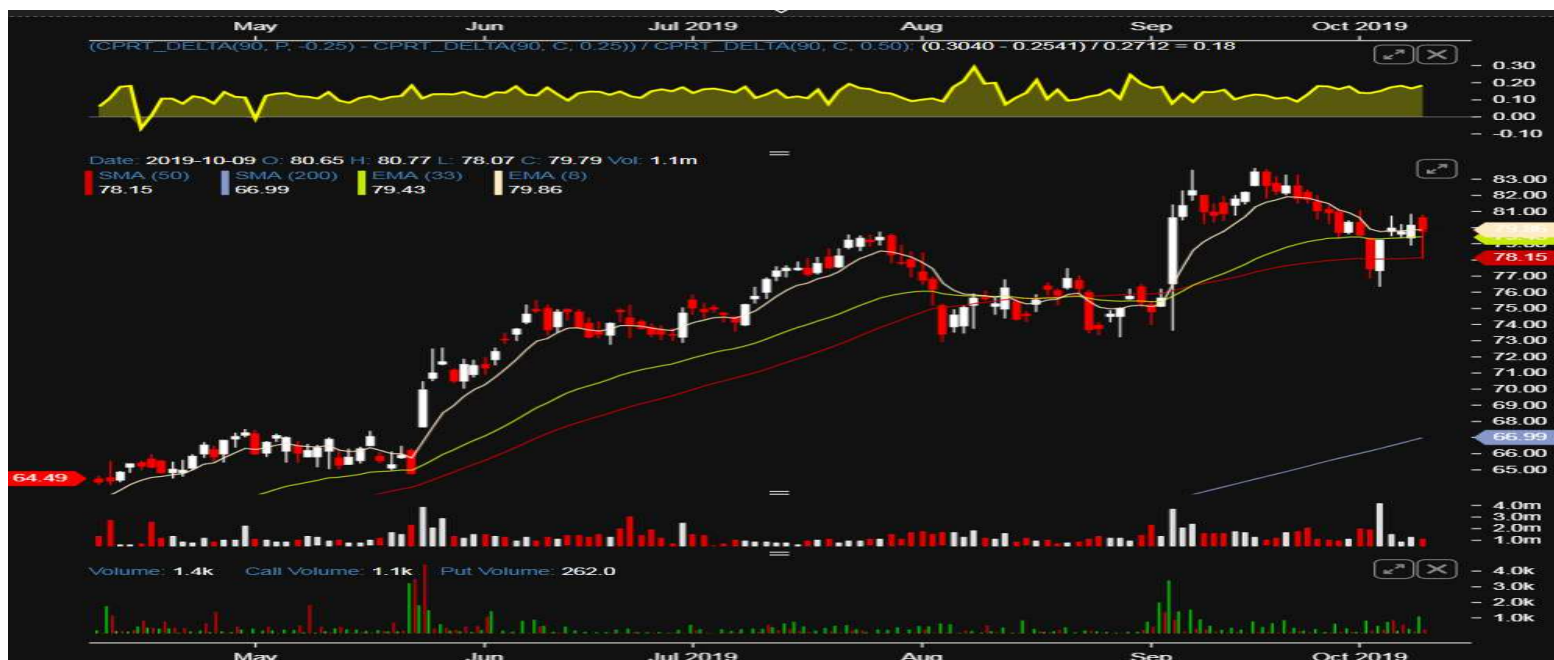 May Jun Jul 2019 Aug Sep Oct 2019
(CPRT_DELTA(90, P, -0.25) - CPRT_DELTA(90, C, 0.25)) / CPRT_DELTA(90, C, 0.50): (0.3040 - 0.2541) / 0.2712 = 0.18
0.30
0.20
0.10
0.00
-0.10
Date: 2019-10-09 O: 80.65 H: 80.77 L: 78.07 C: 79.79 Vol: 1.1m
SMA (50) SMA (200) EMA (33) EMA (8)
78.15 66.99 79.43 79.86
83.00
82.00
81.00
79.86
78.15
77.00
76.00
75.00
74.00
73.00
72.00
71.00
70.00
69.00
68.00
66.99
66.00
65.00
64.49
4.0m
3.0m
2.0m
1.0m
Volume: 1.4k Call Volume: 1.1k Put Volume: 262.0
4.0k
3.0k
2.0k
1.0k
May Jun Jul 2019 Aug Sep Oct 2019